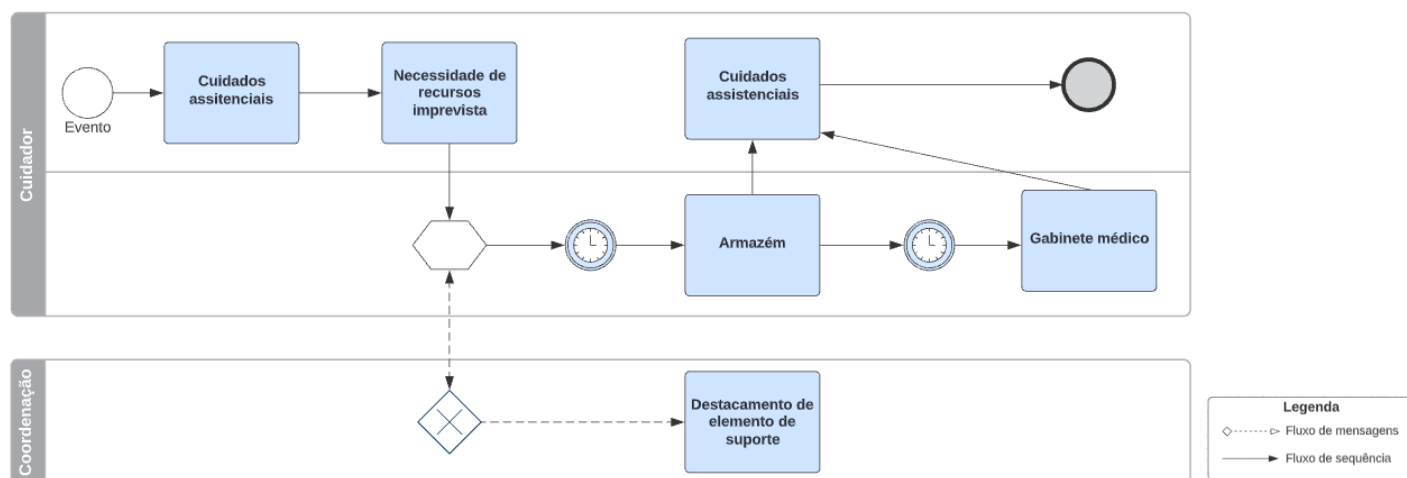 Cuidador
Evento
Cuidados
assitenciais
Necessidade de
recursos
imprevista
Cuidados
assistenciais
Armazém
Gabinete médico
Coordenação
Destacamento de
elemento de
suporte
Legenda
Fluxo de mensagens
Fluxo de sequência